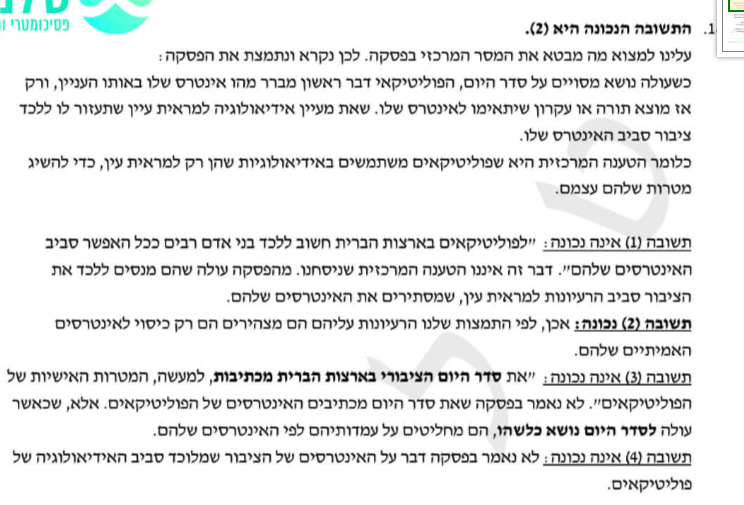 פסיכומטרי
1. התשובה הנכונה היא (2).
עלינו למצוא מה מבטא את המסר המרכזי בפסקה. לכן נקרא ונתמצת את הפסקה:
כשעולה נושא מסויים על סדר היום, הפוליטיקאי דבר ראשון מברר מהו אינטרס שלו באותו העניין, ורק
אז מוצא תורה או עקרון שיתאימו לאינטרס שלו. שאת מעיין אידיאולוגיה למראית עיין שתעזור לו ללכד
ציבור סביב האינטרס שלו.
כלומר הטענה המרכזית היא שפוליטיקאים משתמשים באידיאולוגיות שהן רק למראית עין, כדי להשיג
מטרות שלהם עצמם.
תשובה (1) אינה נכונה: "לפוליטיקאים בארצות הברית חשוב ללכד בני אדם רבים ככל האפשר סביב
האינטרסים שלהם". דבר זה איננו הטענה המרכזית שניסחנו. מהפסקה עולה שהם מנסים ללכד את
הציבור סביב הרעיונות למראית עין, שמסתירים את האינטרסים שלהם.
תשובה (2) נכונה: אכן, לפי התמצות שלנו הרעיונות עליהם הם מצהירים הם רק כיסוי לאינטרסים
האמיתיים שלהם.
תשובה (3) אינה נכונה: "את סדר היום הציבורי בארצות הברית מכתיבות, למעשה, המטרות האישיות של
הפוליטיקאים". לא נאמר בפסקה שאת סדר היום מכתיבים האינטרסים של הפוליטיקאים. אלא, שכאשר
עולה לסדר היום נושא כלשהו, הם מחליטים על עמדותיהם לפי האינטרסים שלהם.
תשובה (4) אינה נכונה: לא נאמר בפסקה דבר על האינטרסים של הציבור שמלוכד סביב האידיאולוגיה של
פוליטיקאים.